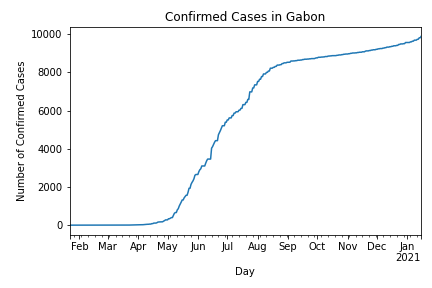 Confirmed Cases in Gabon
10000
8000
6000
4000
2000
0
Number of Confirmed Cases
Feb Mar Apr May Jun Jul Aug Sep Oct Nov Dec Jan
2021
Day